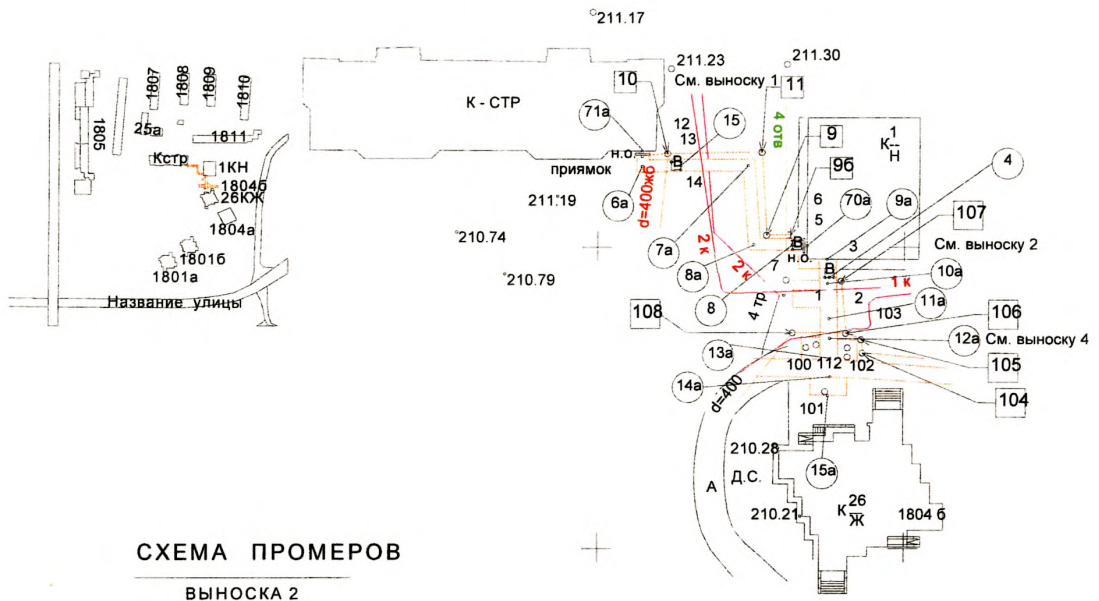 211.17
211.23
211.30
См. выноску 1
10
11
К - СТР
71а
12
13
15
4 отв
9
1
К--
Н
4
н.о.
В
приямок
14
9б
6а
d=400жб
211.19
7а
6
5
70а
9а
107
210.74
2 к
8а
2 к
В
н.о.
7
3
В
См. выноску 2
10а
210.79
8
1 к
4 тр
1
2
11а
103
106
108
12а
См. выноску 4
13а
100
112
102
105
14а
d=400
104
101
210.28
А
Д.С.
15а
210.21
К 26
Ж
1804 б
1805
1807
1808
1809
1810
25а
1811
Кстр
1КН
1804б
26КЖ
1804а
1801б
1801а
Название улицы
СХЕМА ПРОМЕРОВ
ВЫНОСКА 2